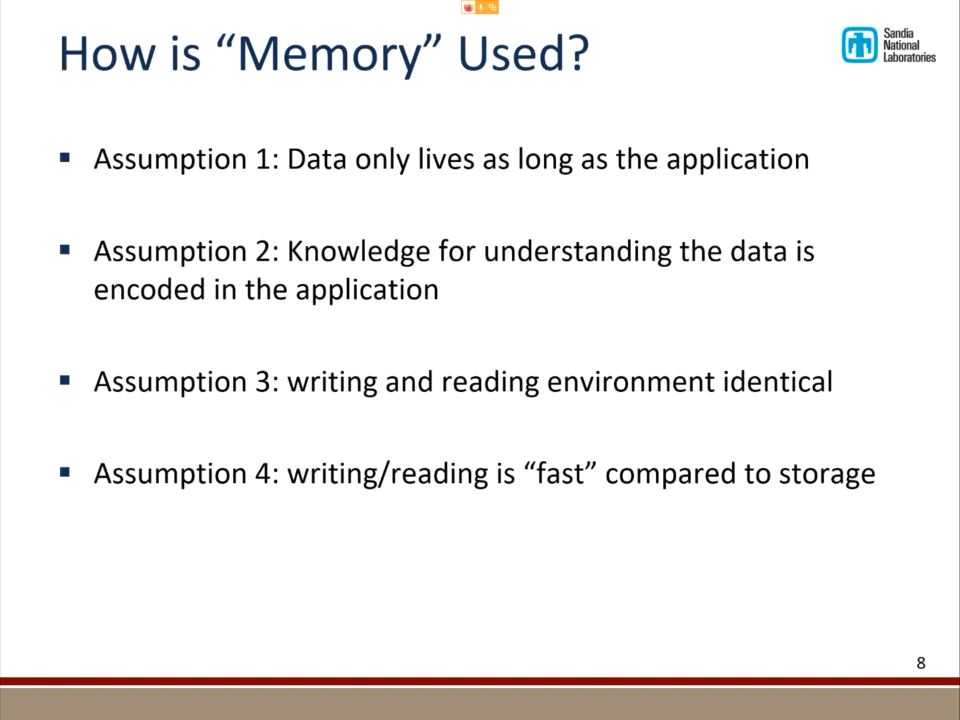 How is “Memory” Used?
Sandia
National
Laboratories
▪ Assumption 1: Data only lives as long as the application
▪ Assumption 2: Knowledge for understanding the data is
encoded in the application
▪ Assumption 3: writing and reading environment identical
▪ Assumption 4: writing/reading is “fast” compared to storage
8